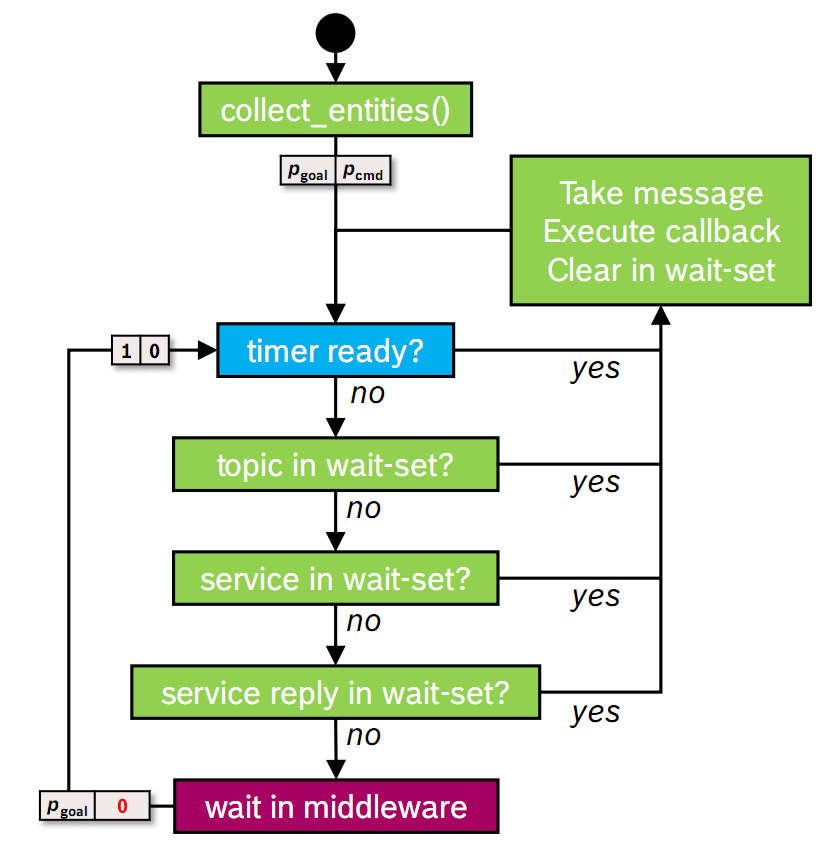 collect_entities()
pgoal pcmd
Take message
Execute callback
Clear in wait-set
1 0
timer ready?
yes
no
topic in wait-set?
yes
no
service in wait-set?
yes
no
service reply in wait-set?
yes
no
pgoal 0
wait in middleware